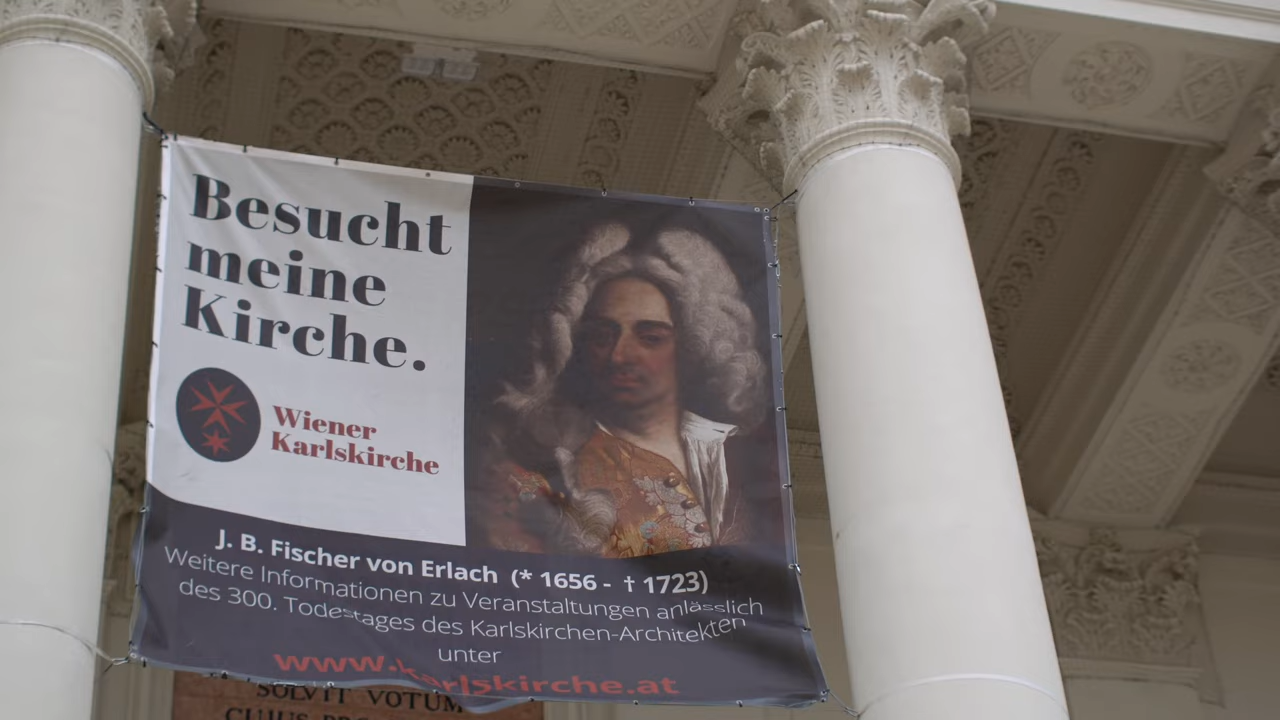 Besucht
meine
Kirche.
Wiener
Karlskirche
J. B. Fischer von Erlach (* 1656 - † 1723)
Weitere Informationen zu Veranstaltungen anlässlich
des 300. Todestages des Karlskirchen-Architekten
unter
www.karlskirche.at
SOLVIT VOTUM
CUIUS